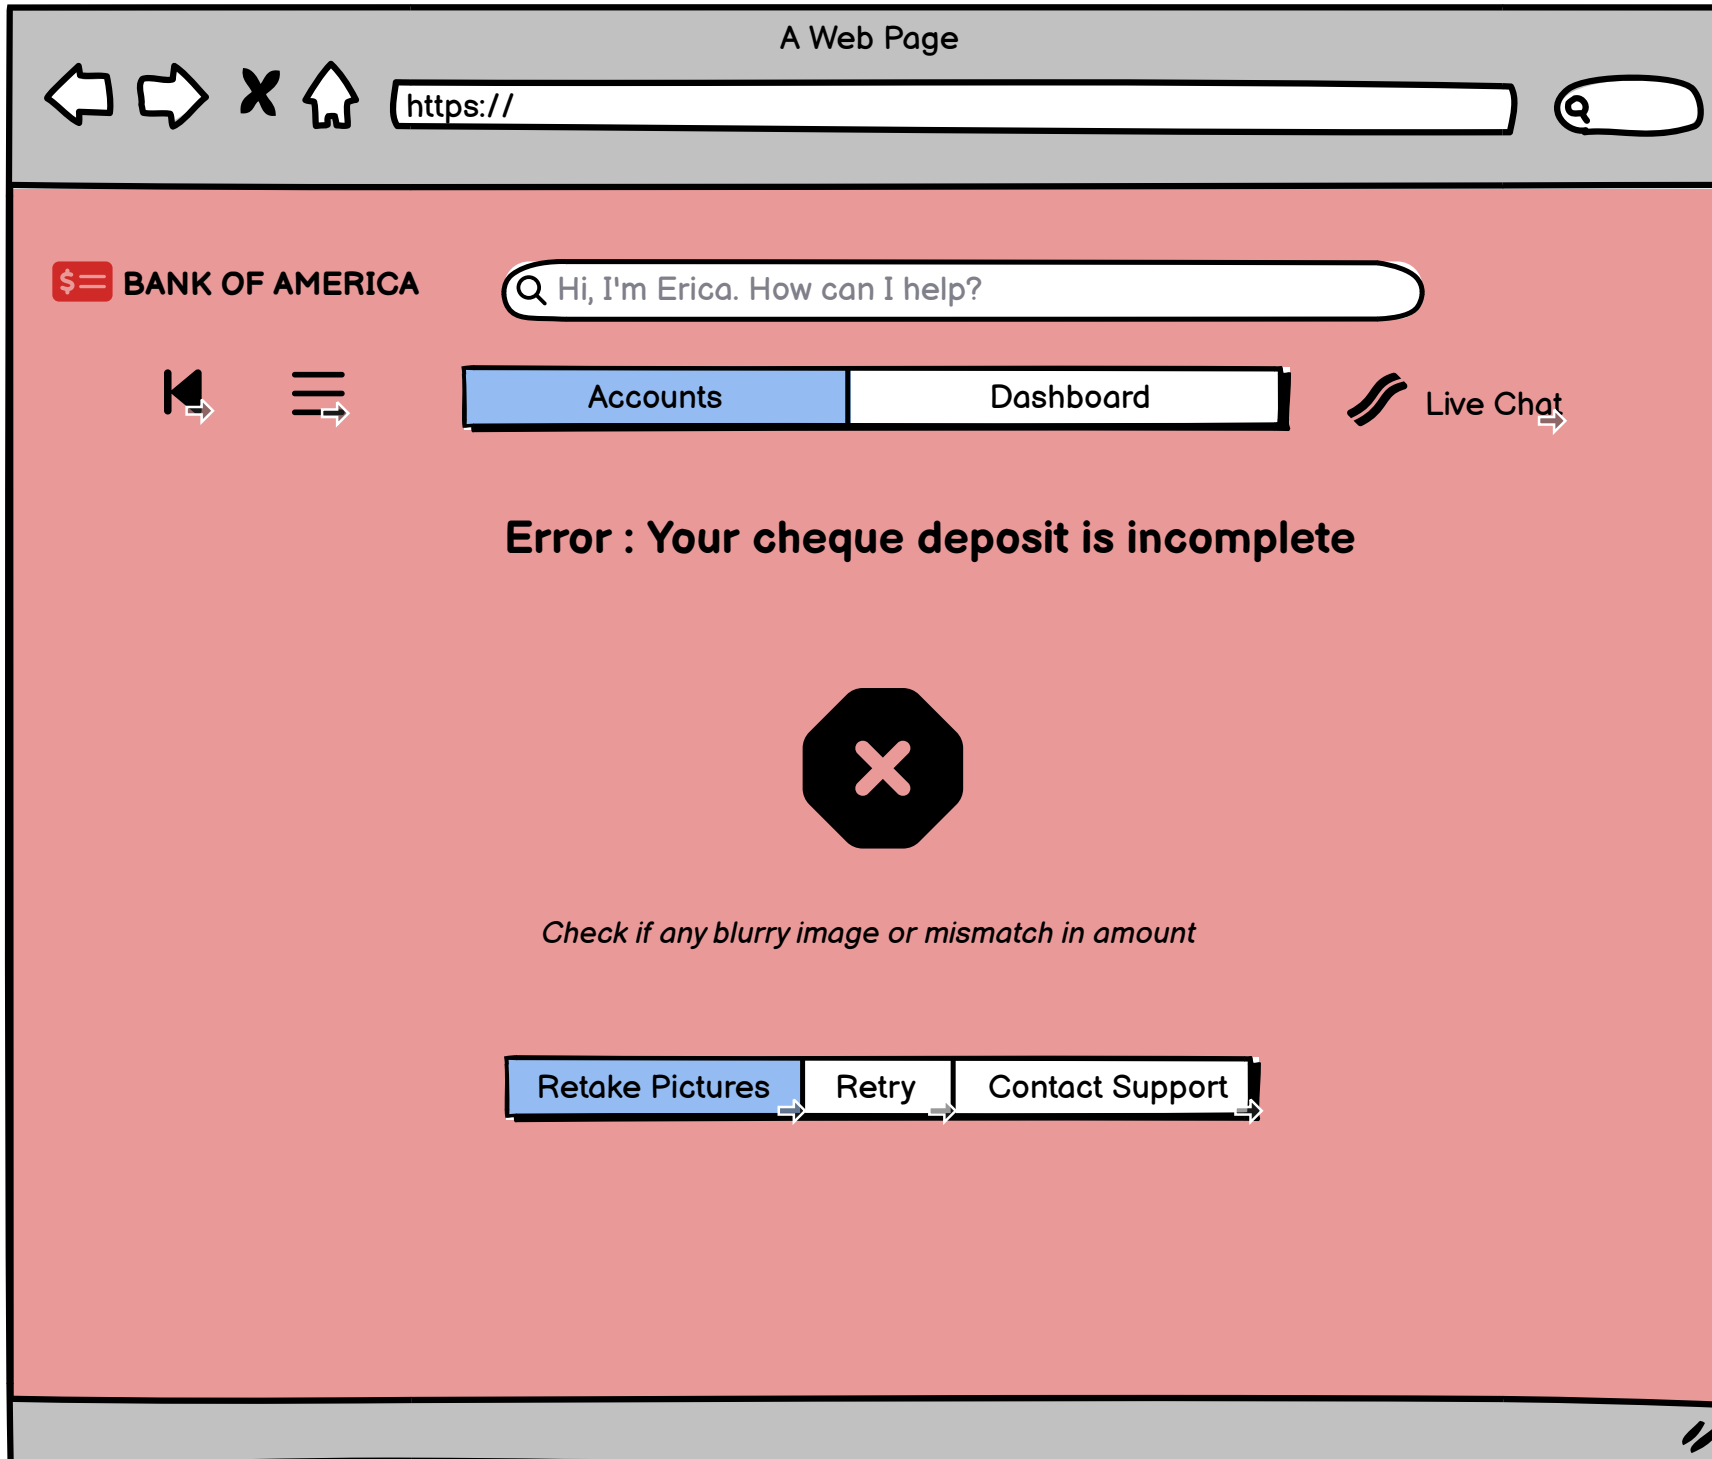 A Web Page
https://
BANK OF AMERICA
Hi, I'm Erica. How can I help?
Accounts
Dashboard
Live Chat
Error : Your cheque deposit is incomplete
Check if any blurry image or mismatch in amount
Retake Pictures
Retry
Contact Support